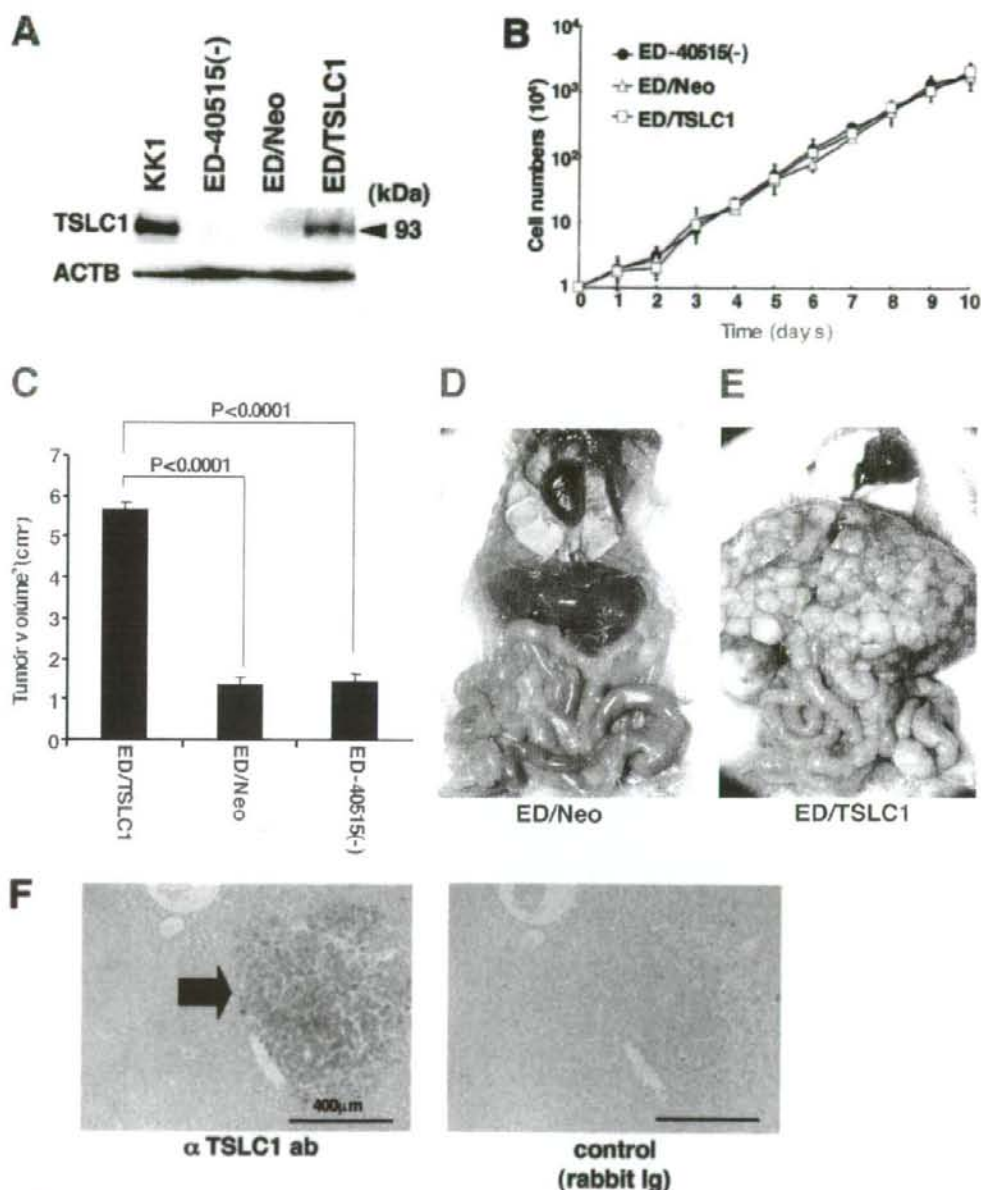 A
KK1
ED-40515(-)
ED/Neo
ED/TSLC1
(kDa)
TSLC1
93
ACTB
B
ED-40515(-)
ED/Neo
ED/TSLC1
Cell numbers (10⁴)
10⁴
10³
10²
10
1
0 1 2 3 4 5 6 7 8 9 10
Time (days)
C
P<0.0001
P<0.0001
Tumor volume (cm³)
7
6
5
4
3
2
1
0
ED/TSLC1
ED/Neo
ED-40515(-)
D
ED/Neo
E
ED/TSLC1
F
400μm
α TSLC1 ab
control
(rabbit Ig)